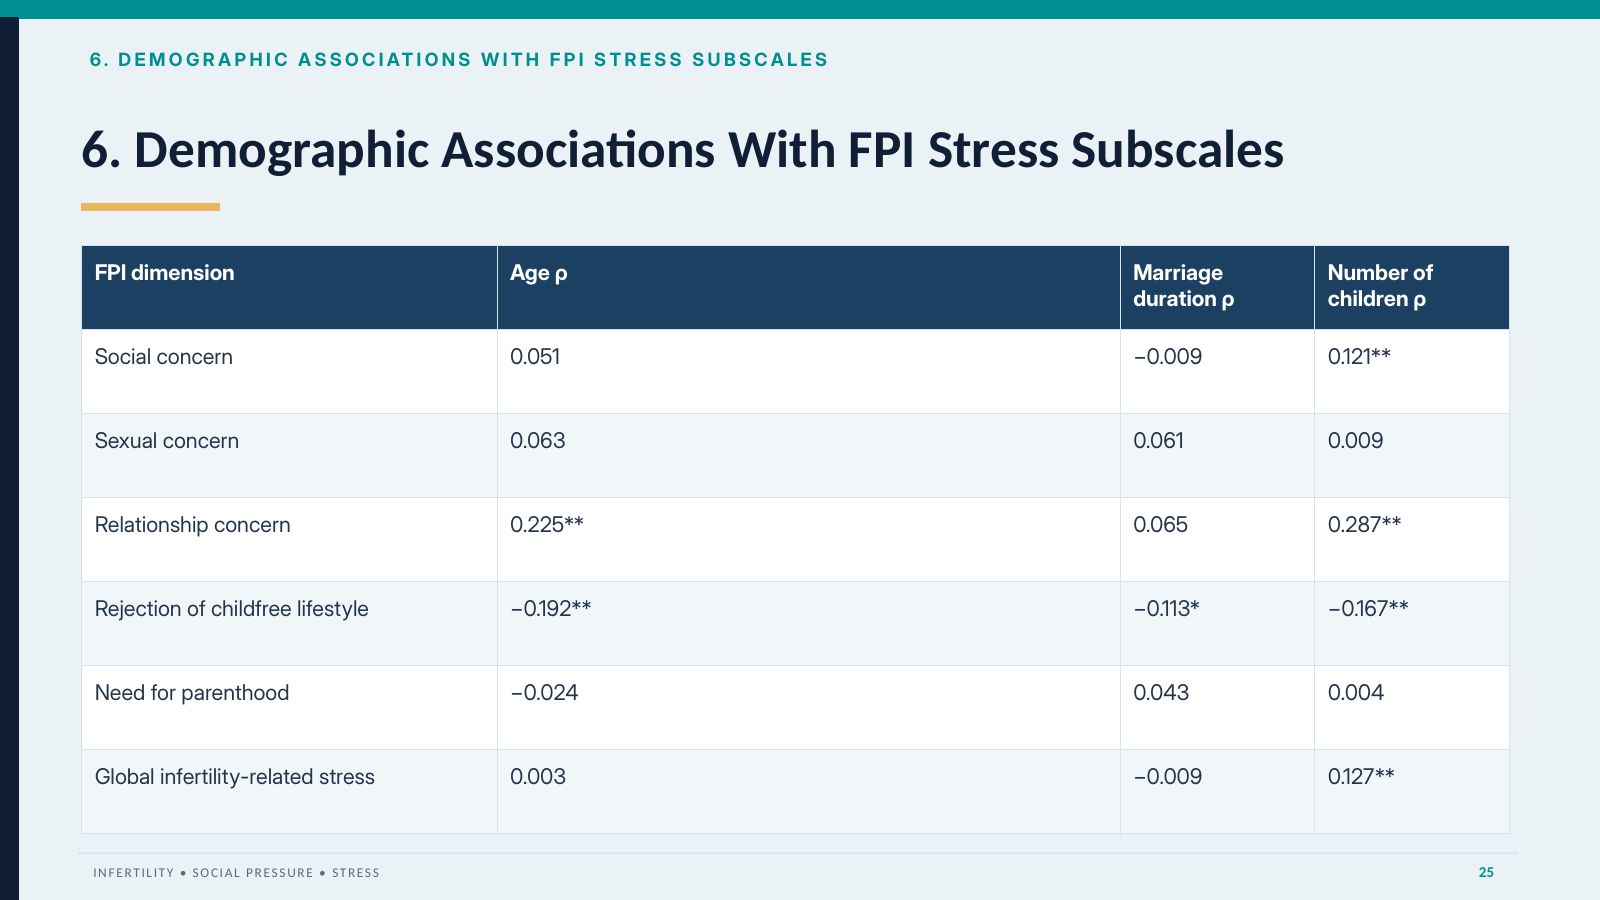 6. DEMOGRAPHIC ASSOCIATIONS WITH FPI STRESS SUBSCALES
6. Demographic Associations With FPI Stress Subscales
FPI dimension Age ρ Marriage duration ρ Number of children ρ
Social concern 0.051 −0.009 0.121**
Sexual concern 0.063 0.061 0.009
Relationship concern 0.225** 0.065 0.287**
Rejection of childfree lifestyle −0.192** −0.113* −0.167**
Need for parenthood −0.024 0.043 0.004
Global infertility-related stress 0.003 −0.009 0.127**
INFERTILITY • SOCIAL PRESSURE • STRESS 25